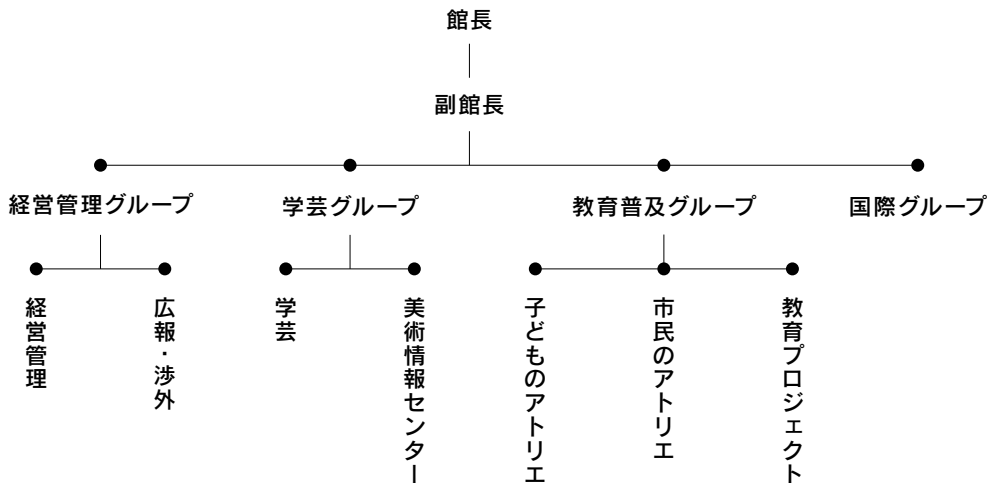 館長
副館長
経営管理グループ
学芸グループ
教育普及グループ
国際グループ
経営管理
広報・渉外
学芸
美術情報センター
子どものアトリエ
市民のアトリエ
教育プロジェクト